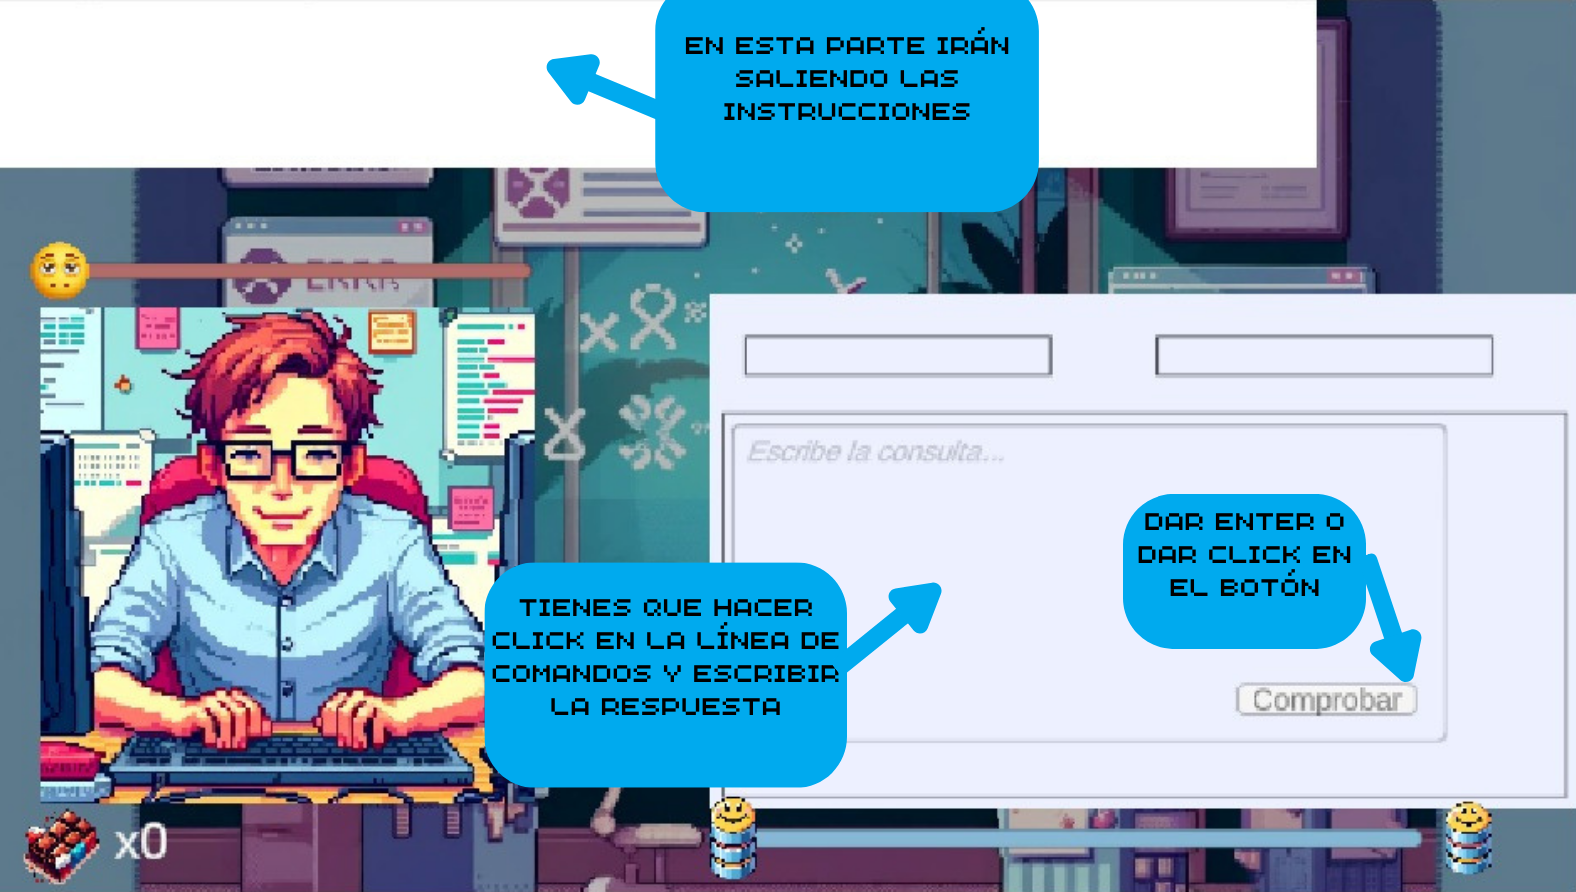 EN ESTA PARTE IRÁN
SALIENDO LAS
INSTRUCCIONES
Escribe la consulta...
DAR ENTER O
DAR CLICK EN
EL BOTÓN
TIENES QUE HACER
CLICK EN LA LÍNEA DE
COMANDOS Y ESCRIBIR
LA RESPUESTA
Comprobar
x0